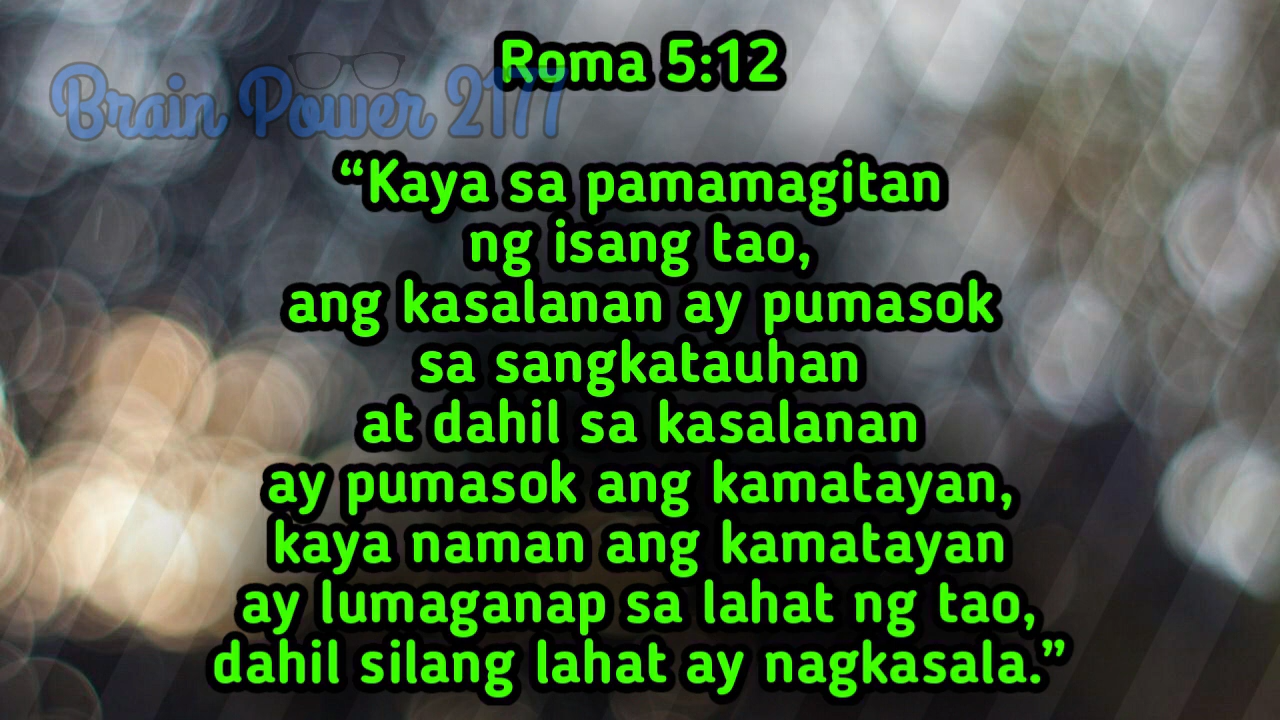 Roma 5:12
Brain Power 2177
“Kaya sa pamamagitan
ng isang tao,
ang kasalanan ay pumasok
sa sangkatauhan
at dahil sa kasalanan
ay pumasok ang kamatayan,
kaya naman ang kamatayan
ay lumaganap sa lahat ng tao,
dahil silang lahat ay nagkasala.”